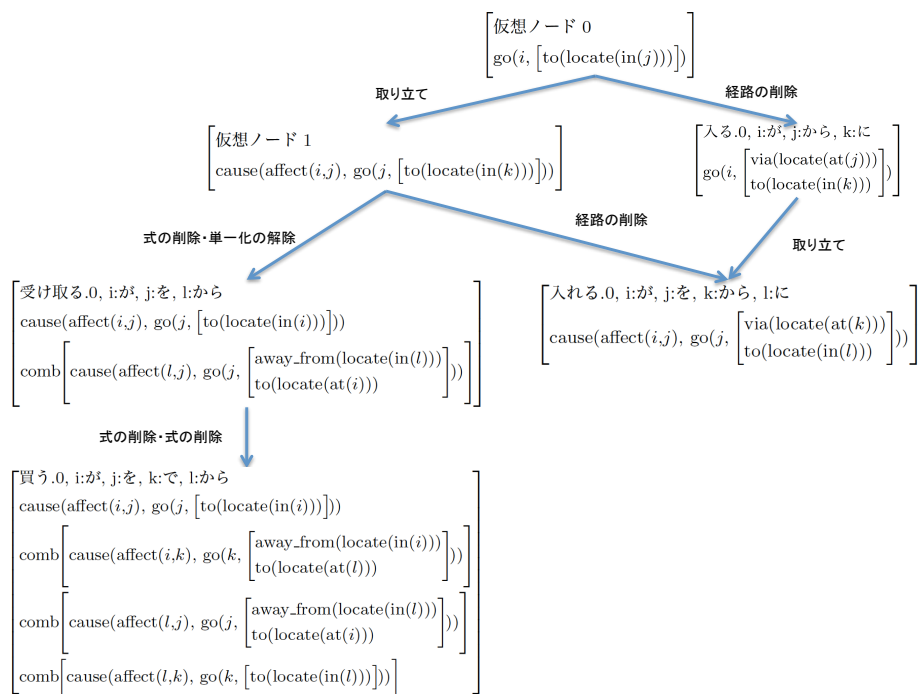 仮想ノード 0
go(i, [to(locate(in(j)))])
取り立て
経路の削除
仮想ノード 1
cause(affect(i,j), go(j, [to(locate(in(k)))]))
入る.0, i:が, j:から, k:に
go(i, [via(locate(at(j)))
to(locate(in(k)))])
式の削除・単一化の解除
経路の削除
取り立て
受け取る.0, i:が, j:を, l:から
cause(affect(i,j), go(j, [to(locate(in(i)))]))
comb[cause(affect(l,j), go(j, [away_from(locate(in(l)))
to(locate(at(i)))]))]
入れる.0, i:が, j:を, k:から, l:に
cause(affect(i,j), go(j, [via(locate(at(k)))
to(locate(in(l)))]))
式の削除・式の削除
買う.0, i:が, j:を, k:で, l:から
cause(affect(i,j), go(j, [to(locate(in(i)))]))
comb[cause(affect(i,k), go(k, [away_from(locate(in(i)))
to(locate(at(l)))]))]
comb[cause(affect(l,j), go(j, [away_from(locate(in(l)))
to(locate(at(i)))]))]
comb[cause(affect(l,k), go(k, [to(locate(in(l)))]))]